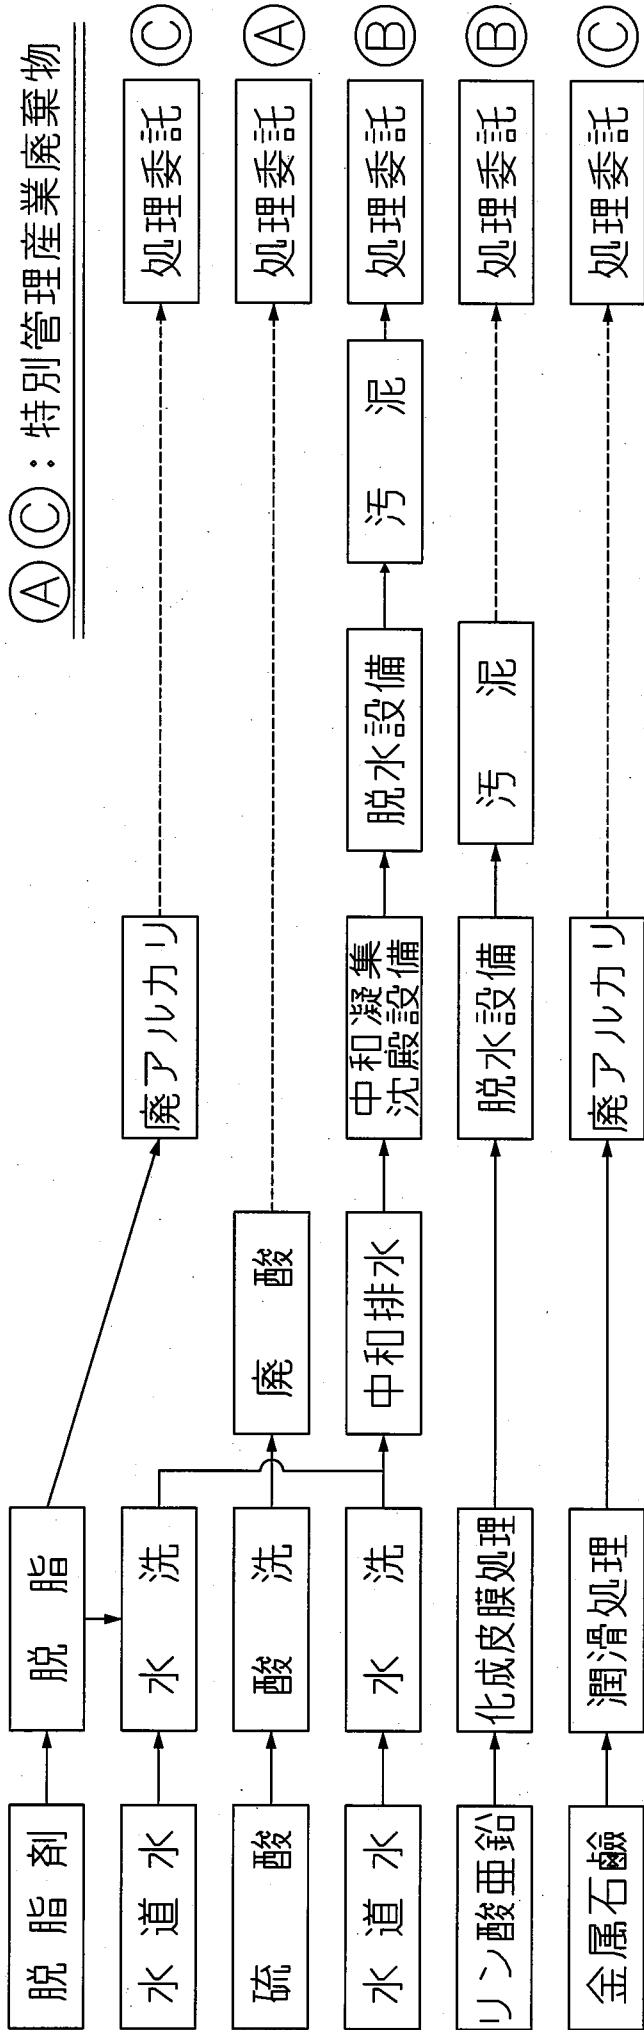 ⒶⒸ：特別管理産業廃棄物
脱脂剤
脱脂
廃アルカリ
処理委託
Ⓒ
水道水
水洗
硫酸
酸洗
廃酸
処理委託
Ⓐ
水道水
水洗
中和排水
中和凝集
沈殿設備
脱水設備
汚泥
処理委託
Ⓑ
リン酸亜鉛
化成皮膜処理
脱水設備
汚泥
処理委託
Ⓑ
金属石鹼
潤滑処理
廃アルカリ
処理委託
Ⓒ